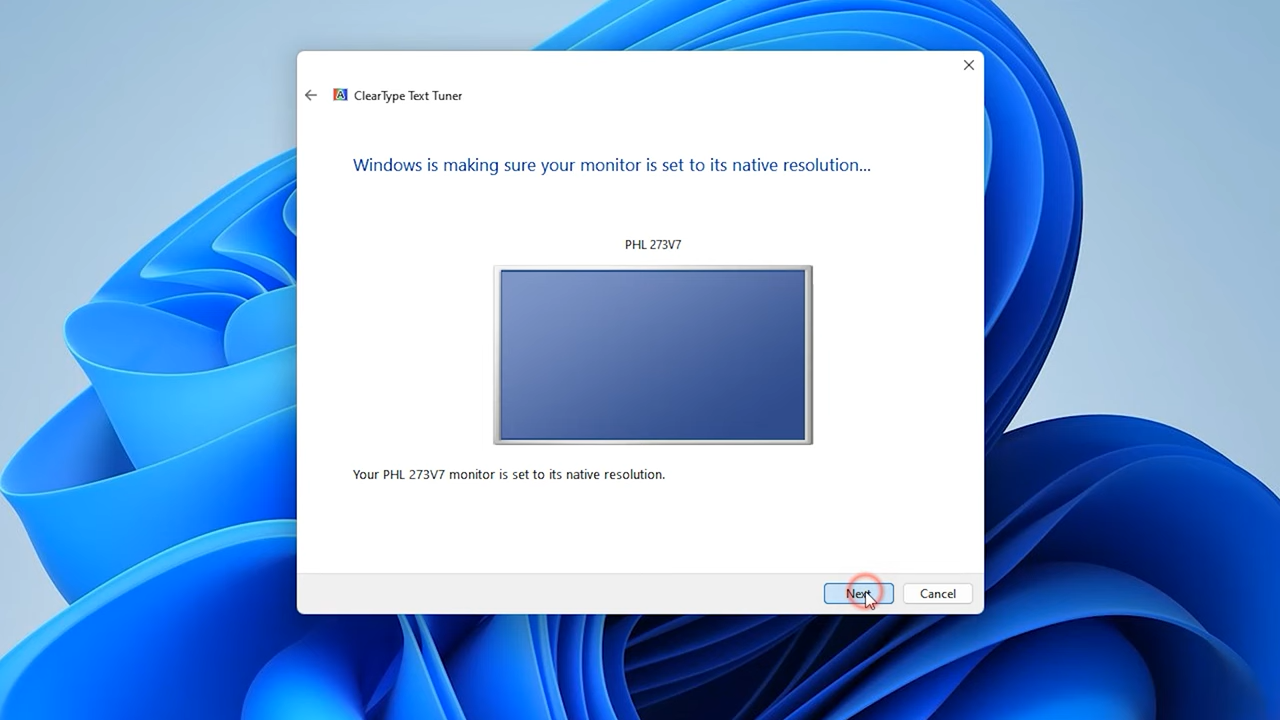 ClearType Text Tuner
Windows is making sure your monitor is set to its native resolution...
PHL 273V7
Your PHL 273V7 monitor is set to its native resolution.
Next
Cancel